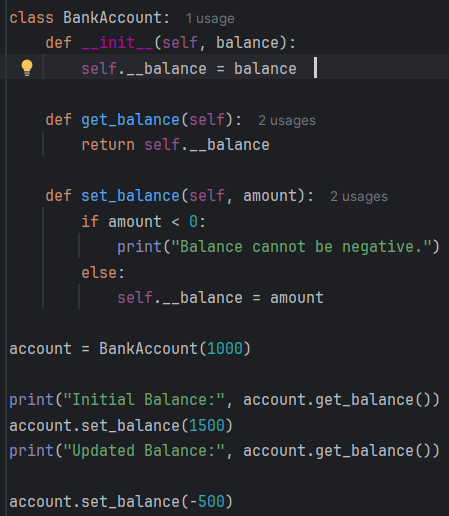 class BankAccount: 1 usage
    def __init__(self, balance):
        self.__balance = balance

    def get_balance(self): 2 usages
        return self.__balance

    def set_balance(self, amount): 2 usages
        if amount < 0:
            print("Balance cannot be negative.")
        else:
            self.__balance = amount

account = BankAccount(1000)

print("Initial Balance:", account.get_balance())
account.set_balance(1500)
print("Updated Balance:", account.get_balance())

account.set_balance(-500)